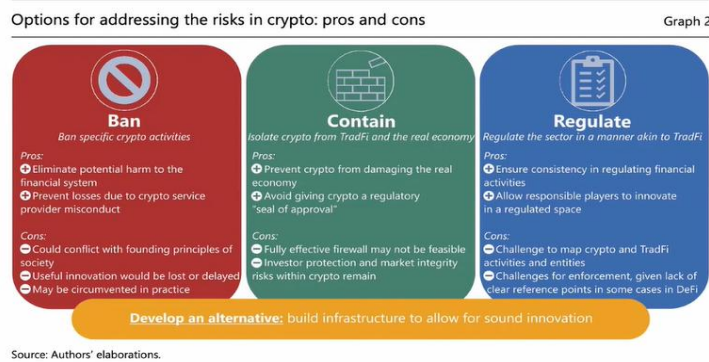 Options for addressing the risks in crypto: pros and cons
Graph 2
Ban
Ban specific crypto activities
Pros:
Eliminate potential harm to the
financial system
Prevent losses due to crypto service
provider misconduct
Cons:
Could conflict with founding principles of
society
Useful innovation would be lost or delayed
May be circumvented in practice
Contain
Isolate crypto from TradFi and the real economy
Pros:
Prevent crypto from damaging the real
economy
Avoid giving crypto a regulatory
"seal of approval"
Cons:
Fully effective firewall may not be feasible
Investor protection and market integrity
risks within crypto remain
Regulate
Regulate the sector in a manner akin to TradFi
Pros:
Ensure consistency in regulating financial
activities
Allow responsible players to innovate
in a regulated space
Cons:
Challenge to map crypto and TradFi
activities and entities
Challenges for enforcement, given lack of
clear reference points in some cases in DeFi
Develop an alternative: build infrastructure to allow for sound innovation
Source: Authors' elaborations.